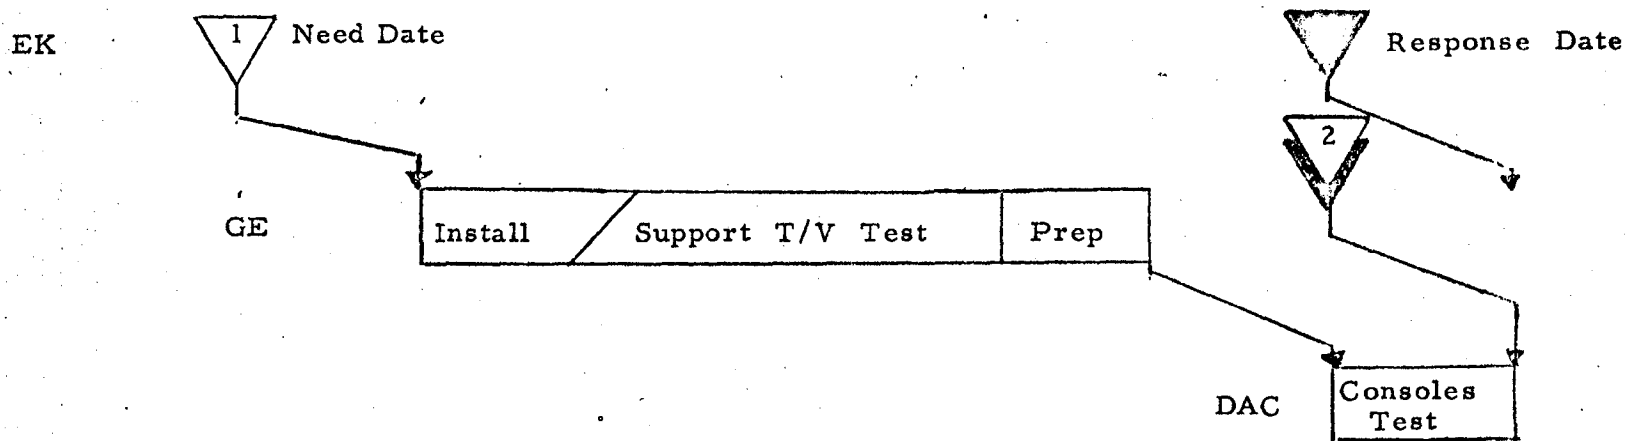 EK
1
Need Date
Response Date
2
GE
Install
Support T/V Test
Prep
DAC
Consoles
Test